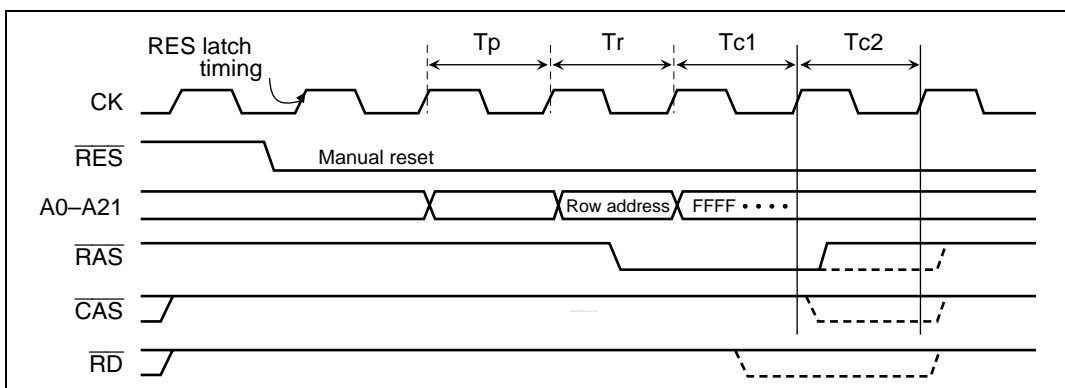 RES latch
timing
Tp
Tr
Tc1
Tc2
CK
RES
Manual reset
A0–A21
Row address
FFFF • • • •
RAS
CAS
RD